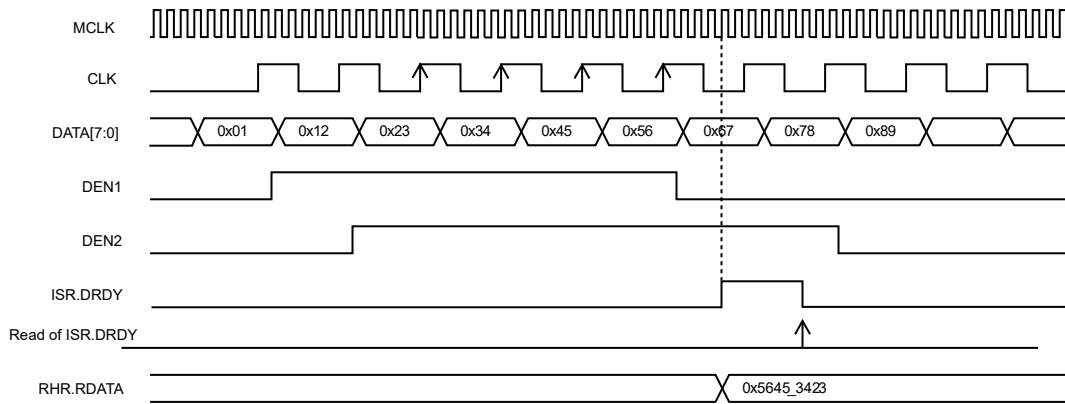 MCLK
CLK
DATA[7:0] 0x01 0x12 0x23 0x34 0x45 0x56 0x67 0x78 0x89
DEN1
DEN2
ISR.DRDY
Read of ISR.DRDY
RHR.RDATA 0x5645_3423